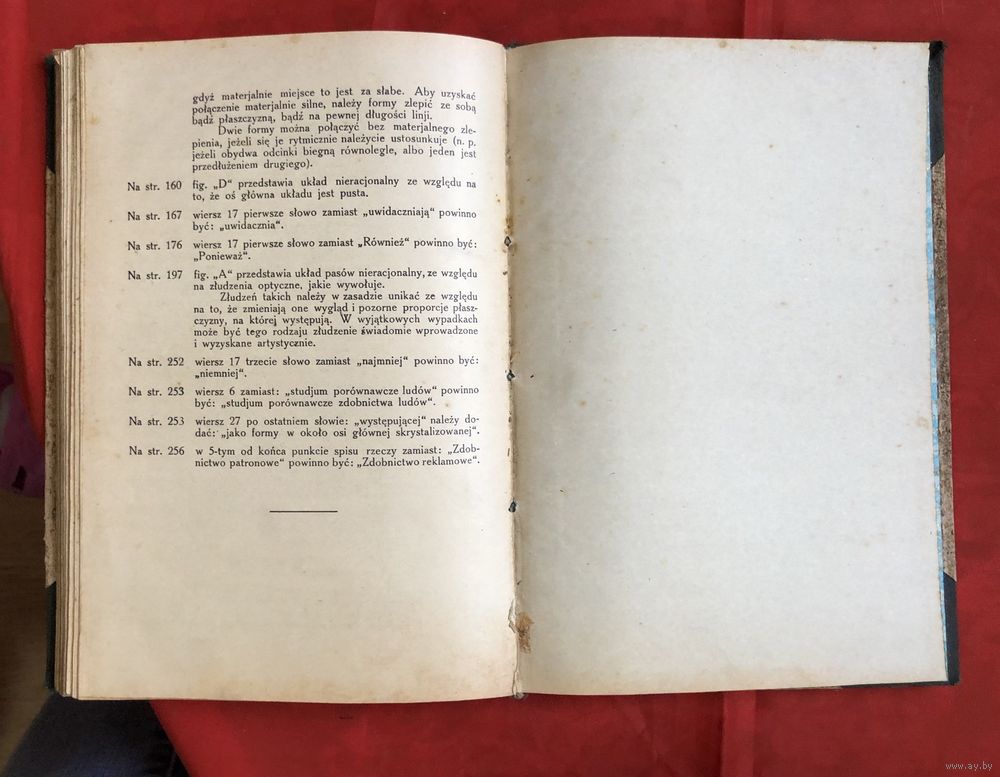 gdyż materjalnie miejsce to jest za słabe. Aby uzyskać
połączenie materjalnie silne, należy formy zlepić ze sobą
bądź płaszczyzną, bądź na pewnej długości linji.
Dwie formy można połączyć bez materjalnego zle-
pienia, jeżeli się je rytmicznie należycie ustosunkuje (n. p.
jeżeli obydwa odcinki biegną równolegle, albo jeden jest
przedłużeniem drugiego).
Na str. 160 fig. „D“ przedstawia układ nieracjonalny ze względu na
to, że oś główna układu jest pusta.
Na str. 167 wiersz 17 pierwsze słowo zamiast „uwidaczniają“ powinno
być: „uwidacznia“.
Na str. 176 wiersz 17 pierwsze słowo zamiast „Również“ powinno być:
„Ponieważ“.
Na str. 197 fig. „A“ przedstawia układ pasów nieracjonalny, ze względu
na złudzenia optyczne, jakie wywołuje.
Złudzeń takich należy w zasadzie unikać ze względu
na to, że zmieniają one wygląd i pozorne proporcje płasz-
czyzny, na której występują. W wyjątkowych wypadkach
może być tego rodzaju złudzenie świadomie wprowadzone
i wyzyskane artystycznie.
Na str. 252 wiersz 17 trzecie słowo zamiast „najmniej“ powinno być:
„niemniej“.
Na str. 253 wiersz 6 zamiast: „studjum porównawcze ludów“ powinno
być: „studjum porównawcze zdobnictwa ludów“.
Na str. 253 wiersz 27 po ostatniem słowie: „występującej“ należy do-
dać: „jako formy w około osi głównej skrystalizowanej“.
Na str. 256 w 5-tym od końca punkcie spisu rzeczy zamiast: „Zdob-
nictwo patronowe“ powinno być: „Zdobnictwo reklamowe“.
www.ay.by